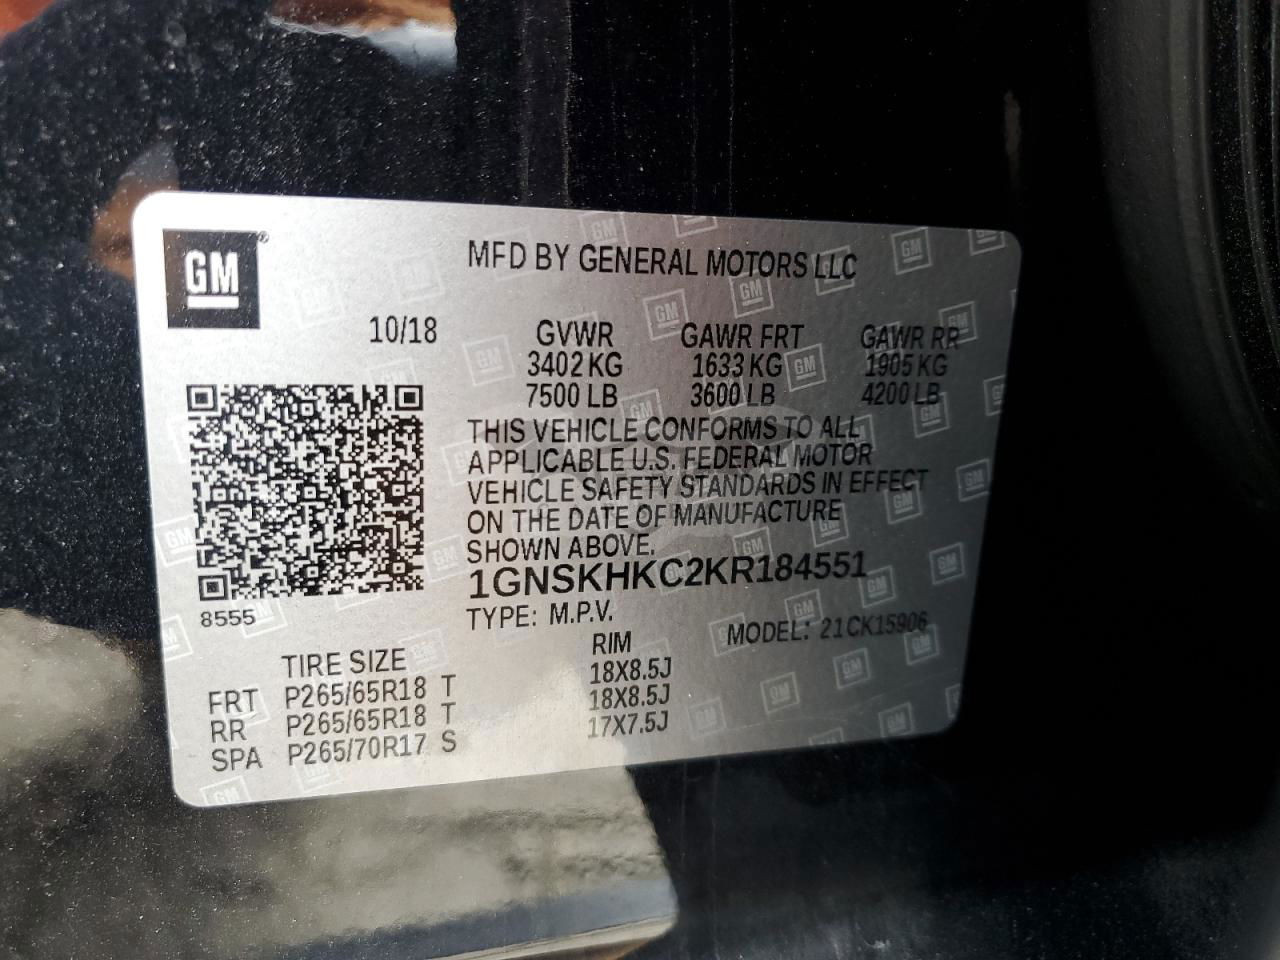 GM®
MFD BY GENERAL MOTORS LLC
10/18 GVWR GAWR FRT GAWR RR
3402 KG 1633 KG 1905 KG
7500 LB 3600 LB 4200 LB
THIS VEHICLE CONFORMS TO ALL
APPLICABLE U.S. FEDERAL MOTOR
VEHICLE SAFETY STANDARDS IN EFFECT
ON THE DATE OF MANUFACTURE
SHOWN ABOVE.
1GNSKHKC2KR184551
8555
TYPE: M.P.V. MODEL: 21CK15906
TIRE SIZE RIM
FRT P265/65R18 T 18X8.5J
RR P265/65R18 T 18X8.5J
SPA P265/70R17 S 17X7.5J